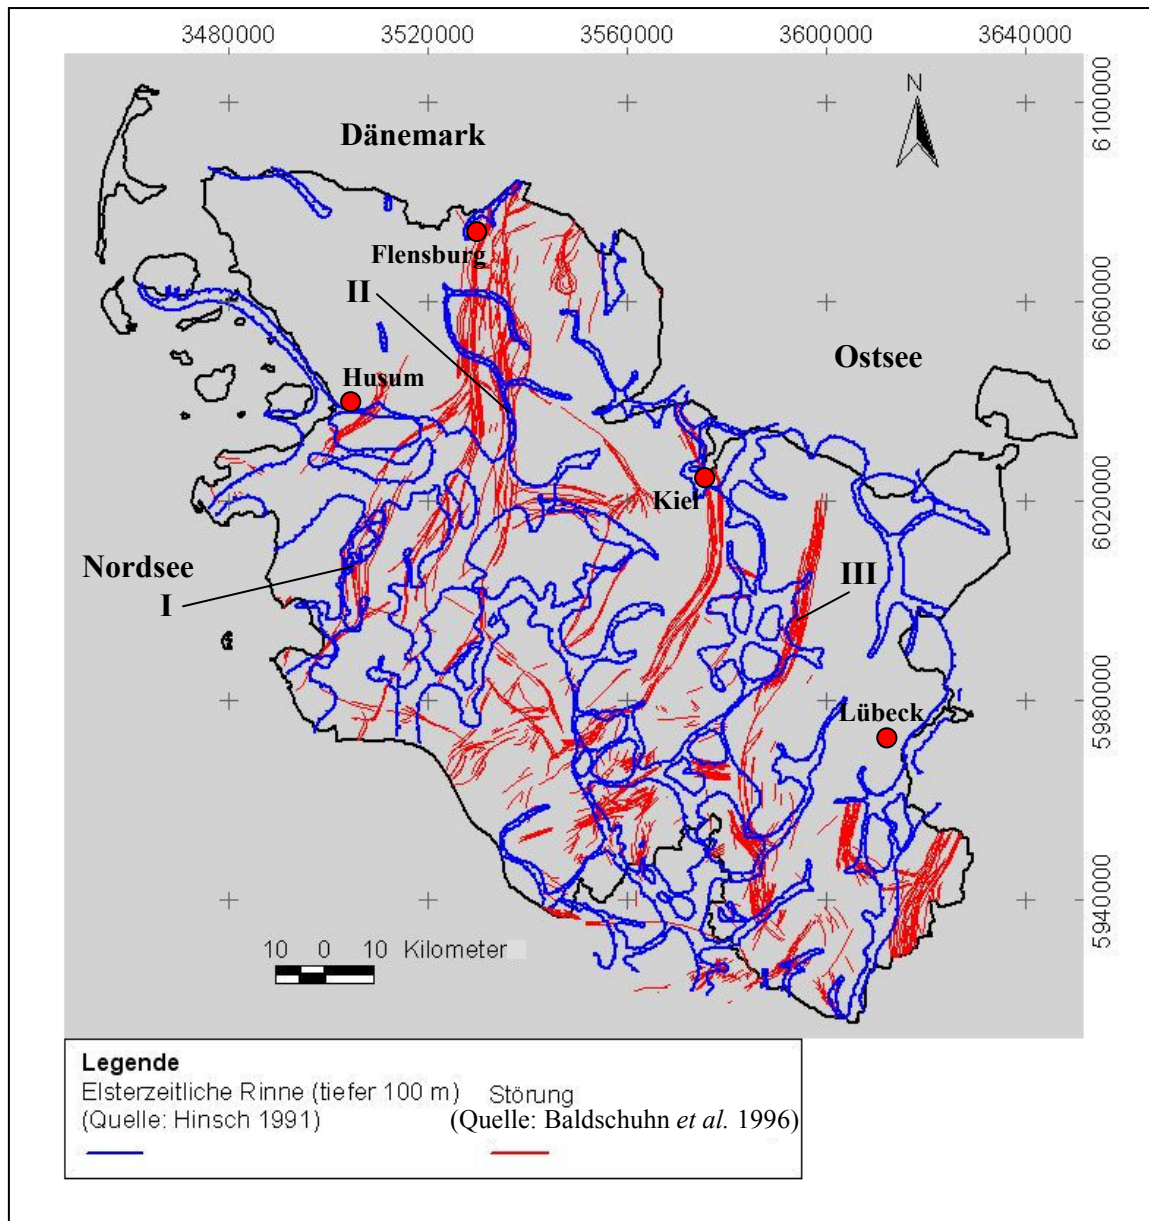 3480000 3520000 3560000 3600000 3640000
6100000
N
Dänemark
Flensburg
II
6060000
Ostsee
Husum
Kiel
6020000
Nordsee
I
III
5980000
Lübeck
5940000
10 0 10 Kilometer
Legende
Elsterzeitliche Rinne (tiefer 100 m) Störung
(Quelle: Hinsch 1991) (Quelle: Baldschuhn et al. 1996)